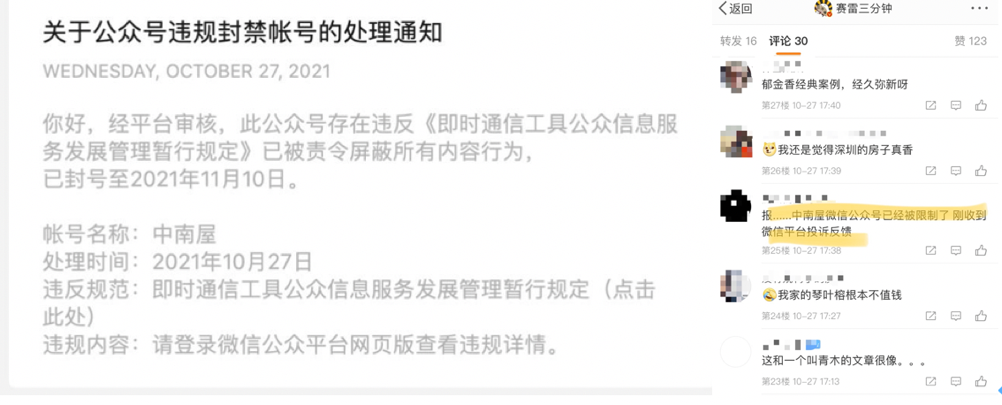 关于公众号违规封禁帐号的处理通知
WEDNESDAY, OCTOBER 27, 2021
你好，经平台审核，此公众号存在违反《即时通信工具公众信息服
务发展管理暂行规定》已被责令屏蔽所有内容行为，
已封号至2021年11月10日。
帐号名称：中南屋
处理时间：2021年10月27日
违反规范：即时通信工具公众信息服务发展管理暂行规定（点击
此处）
违规内容：请登录微信公众平台网页版查看违规详情。
返回
赛雷三分钟
转发 16 评论 30 赞 123
郁金香经典案例，经久弥新呀
第27楼 10-27 17:40
我还是觉得深圳的房子真香
第26楼 10-27 17:39
报……中南屋微信公众号已经被限制了 刚收到
微信平台投诉反馈
第25楼 10-27 17:38
我家的琴叶榕根本不值钱
第24楼 10-27 17:27
这和一个叫青木的文章很像。。。
第23楼 10-27 17:13